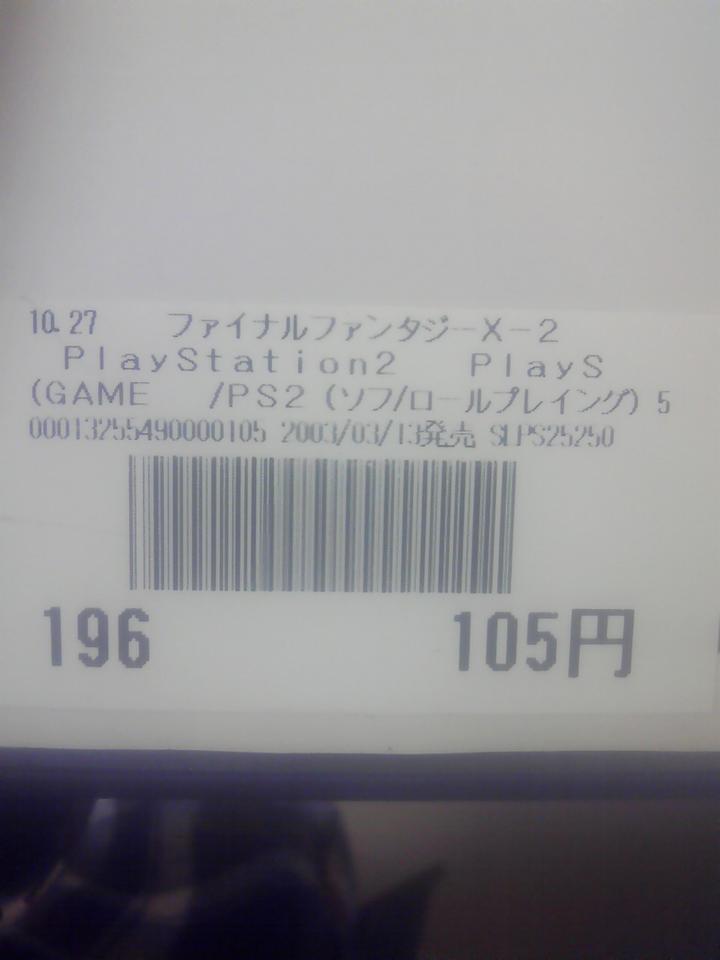 10.27 ファイナルファンタジーX－2
PlayStation2 PlayS
(GAME /PS2 (ソフ/ロールプレイング) 5
00013255490000105 2003/03/13発売 SLPS25250
196 105円